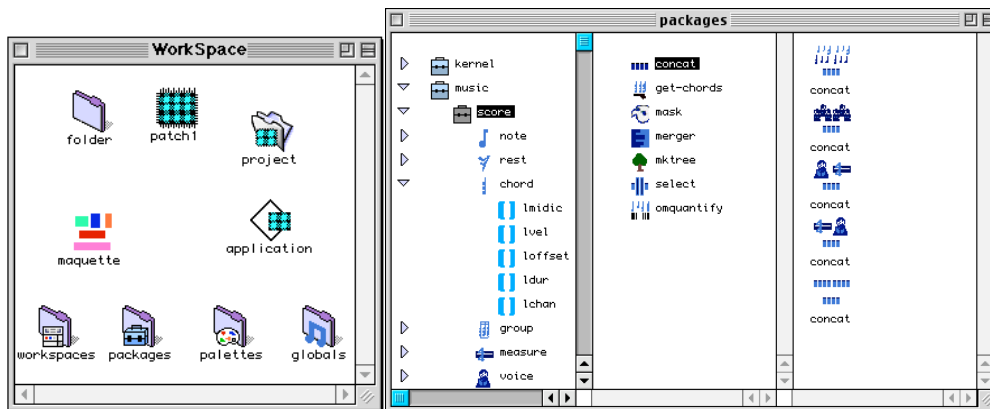 WorkSpace
folder
patch1
project
maquette
application
workspaces
packages
palettes
globals
packages
kernel
music
score
note
rest
chord
lmidic
lvel
loffset
ldur
lchan
group
measure
voice
concat
get-chords
mask
merger
mktree
select
omquantify
concat
concat
concat
concat
concat